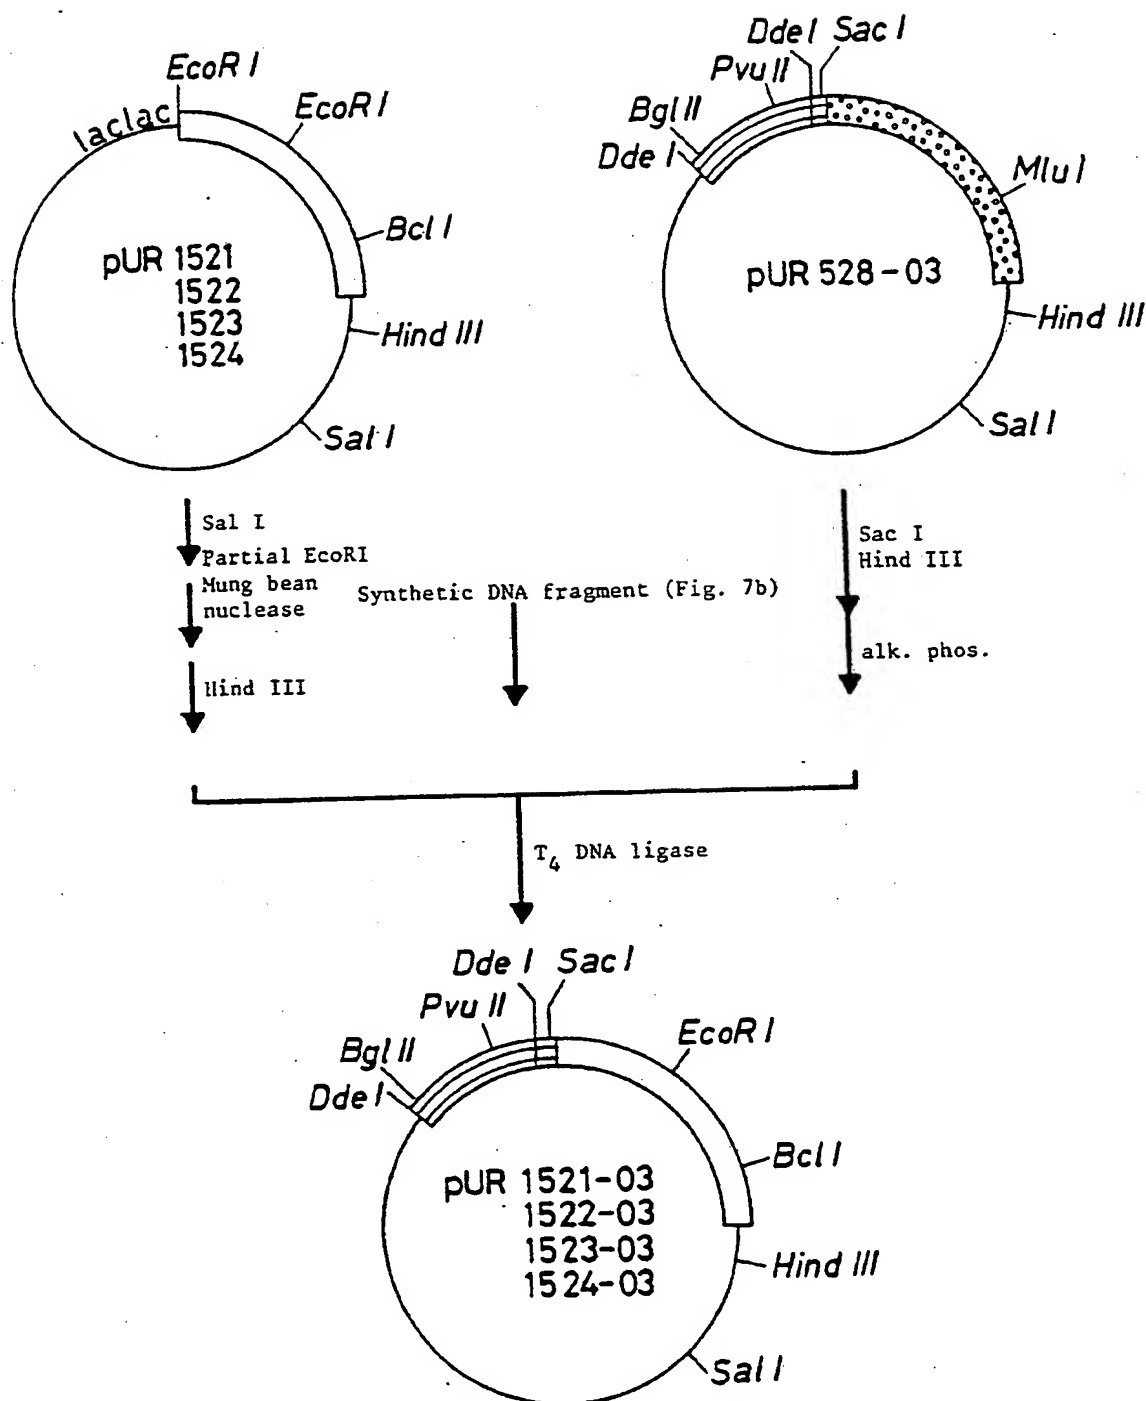 EcoR I
EcoR I
laclac
Bcl I
pUR 1521
1522
1523
1524
Hind III
Sal I
Dde I Sac I
Pvu II
Bgl II
Dde I
Mlu I
pUR 528-03
Hind III
Sal I
Sal I
Partial EcoRI
Mung bean
nuclease
Hind III
Synthetic DNA fragment (Fig. 7b)
Sac I
Hind III
alk. phos.
T4 DNA ligase
Dde I Sac I
Pvu II
EcoR I
Bgl II
Dde I
Bcl I
pUR 1521-03
1522-03
1523-03
1524-03
Hind III
Sal I